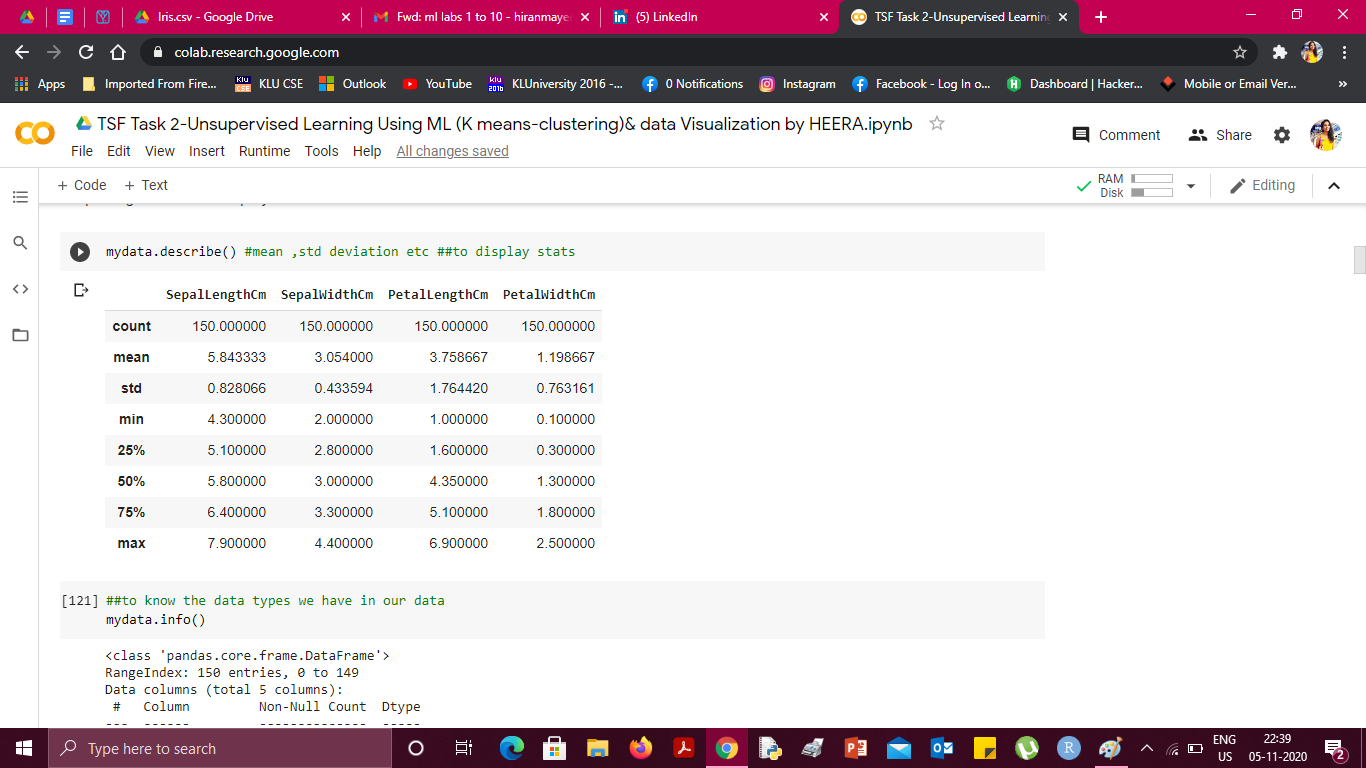 Iris.csv - Google Drive
Fwd: ml labs 1 to 10 - hiranmaye
(5) LinkedIn
TSF Task 2-Unsupervised Learnin
colab.research.google.com
Apps Imported From Fire... KLU CSE Outlook YouTube KLUniversity 2016 -... 0 Notifications Instagram Facebook - Log In o... Dashboard | Hacker... Mobile or Email Ver... »
TSF Task 2-Unsupervised Learning Using ML (K means-clustering)& data Visualization by HEERA.ipynb
Comment Share
File Edit View Insert Runtime Tools Help All changes saved
+ Code + Text
RAM
Disk
Editing
mydata.describe() #mean ,std deviation etc ##to display stats
SepalLengthCm SepalWidthCm PetalLengthCm PetalWidthCm
count 150.000000 150.000000 150.000000 150.000000
mean 5.843333 3.054000 3.758667 1.198667
std 0.828066 0.433594 1.764420 0.763161
min 4.300000 2.000000 1.000000 0.100000
25% 5.100000 2.800000 1.600000 0.300000
50% 5.800000 3.000000 4.350000 1.300000
75% 6.400000 3.300000 5.100000 1.800000
max 7.900000 4.400000 6.900000 2.500000
[121] ##to know the data types we have in our data
mydata.info()
<class 'pandas.core.frame.DataFrame'>
RangeIndex: 150 entries, 0 to 149
Data columns (total 5 columns):
# Column Non-Null Count Dtype
--- ------ -------------- -----
Type here to search
ENG
US
22:39
05-11-2020
2